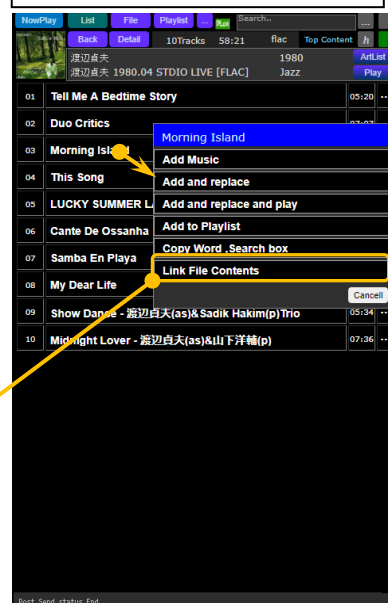 NowPlay List File Playlist ... PLAY Search.. ...
Back Detail 10Tracks 58:21 flac Top Content h
渡辺貞夫 1980 ArtList
渡辺貞夫 1980.04 STDIO LIVE [FLAC] Jazz Play
01 Tell Me A Bedtime Story 05:20 ..
02 Duo Critics
03 Morning Island
04 This Song
05 LUCKY SUMMER L
06 Cante De Ossanha
07 Samba En Playa
08 My Dear Life
Morning Island
Add Music
Add and replace
Add and replace and play
Add to Playlist
Copy Word ,Search box
Link File Contents
Cancell
09 Show Dance - 渡辺貞夫(as)&Sadik Hakim(p)Trio 05:34 ..
10 Midnight Lover - 渡辺貞夫(as)&山下洋輔(p) 07:36 ..
Post Send status End